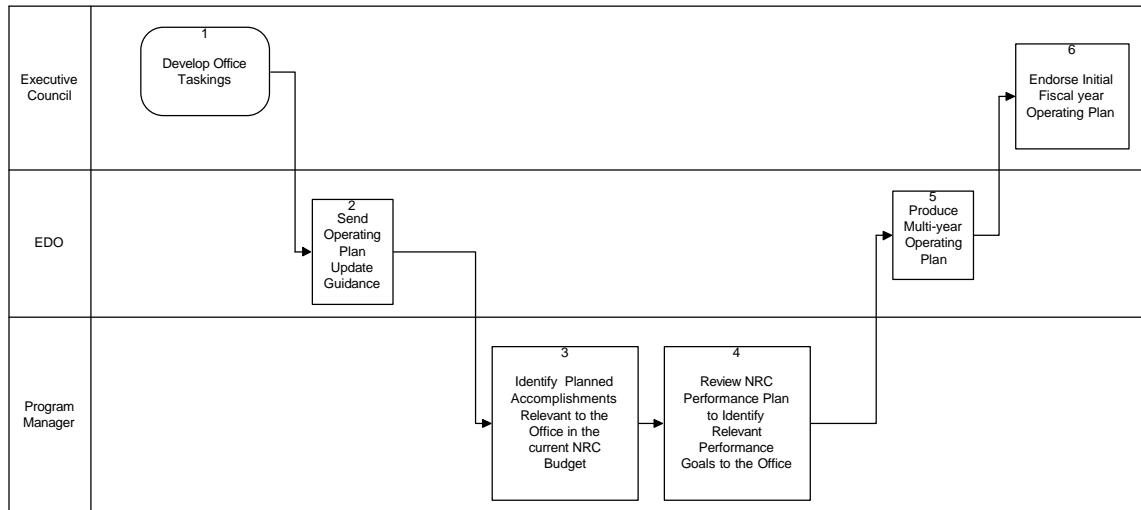 Executive
Council
1
Develop Office
Taskings
6
Endorse Initial
Fiscal year
Operating Plan
EDO
2
Send
Operating
Plan
Update
Guidance
5
Produce
Multi-year
Operating
Plan
Program
Manager
3
Identify Planned
Accomplishments
Relevant to the
Office in the
current NRC
Budget
4
Review NRC
Performance Plan
to Identify
Relevant
Performance
Goals to the Office